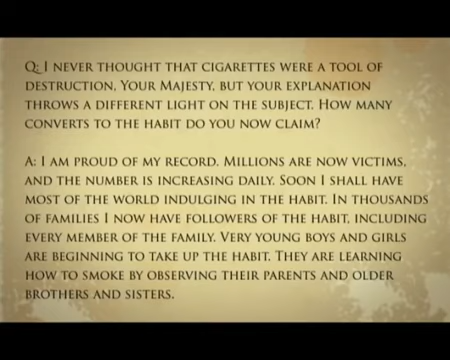 Q: I NEVER THOUGHT THAT CIGARETTES WERE A TOOL OF
DESTRUCTION, YOUR MAJESTY, BUT YOUR EXPLANATION
THROWS A DIFFERENT LIGHT ON THE SUBJECT. HOW MANY
CONVERTS TO THE HABIT DO YOU NOW CLAIM?
A: I AM PROUD OF MY RECORD. MILLIONS ARE NOW VICTIMS,
AND THE NUMBER IS INCREASING DAILY. SOON I SHALL HAVE
MOST OF THE WORLD INDULGING IN THE HABIT. IN THOUSANDS
OF FAMILIES I NOW HAVE FOLLOWERS OF THE HABIT, INCLUDING
EVERY MEMBER OF THE FAMILY. VERY YOUNG BOYS AND GIRLS
ARE BEGINNING TO TAKE UP THE HABIT. THEY ARE LEARNING
HOW TO SMOKE BY OBSERVING THEIR PARENTS AND OLDER
BROTHERS AND SISTERS.